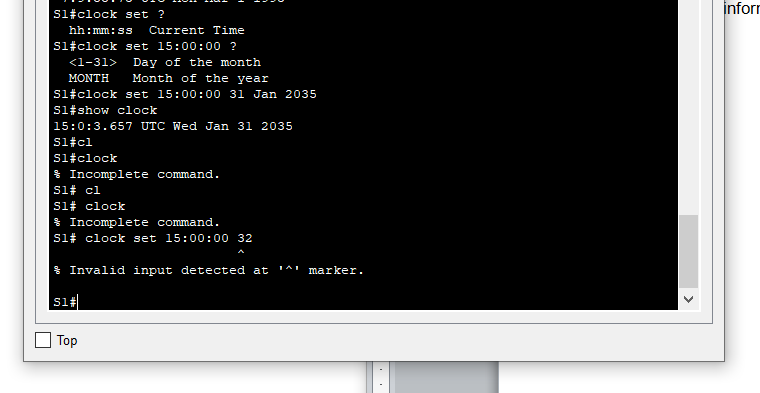 S1#clock set ?
hh:mm:ss  Current Time
S1#clock set 15:00:00 ?
<1-31>  Day of the month
MONTH   Month of the year
S1#clock set 15:00:00 31 Jan 2035
S1#show clock
15:0:3.657 UTC Wed Jan 31 2035
S1#cl
S1#clock
% Incomplete command.
S1# cl
S1# clock
% Incomplete command.
S1# clock set 15:00:00 32
^
% Invalid input detected at '^' marker.
S1#
Top
infor